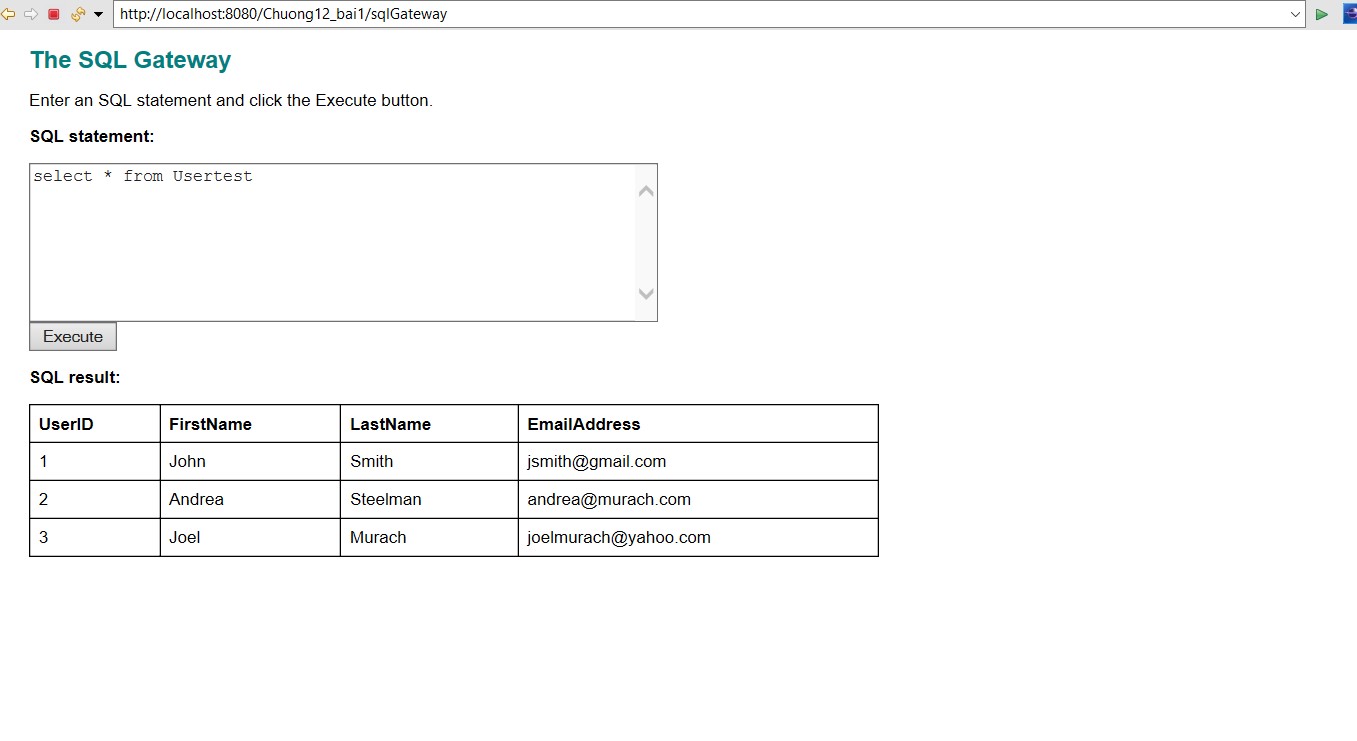 http://localhost:8080/Chuong12_bai1/sqlGateway
The SQL Gateway
Enter an SQL statement and click the Execute button.
SQL statement:
select * from Usertest
Execute
SQL result:
UserID FirstName LastName EmailAddress
1 John Smith jsmith@gmail.com
2 Andrea Steelman andrea@murach.com
3 Joel Murach joelmurach@yahoo.com